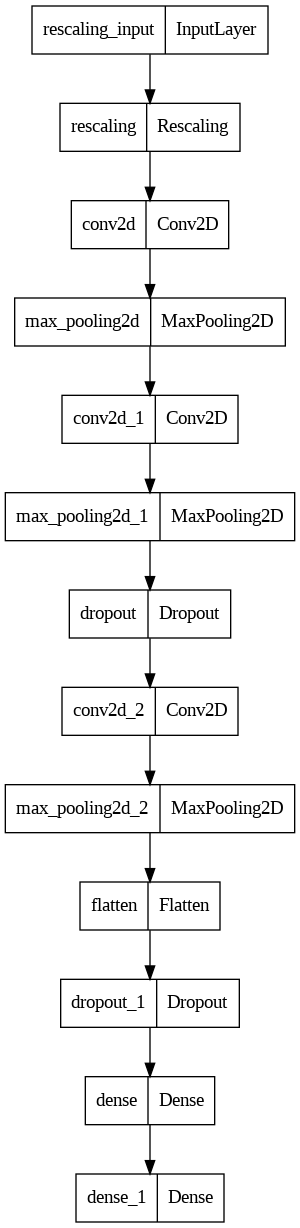 rescaling_input InputLayer
rescaling Rescaling
conv2d Conv2D
max_pooling2d MaxPooling2D
conv2d_1 Conv2D
max_pooling2d_1 MaxPooling2D
dropout Dropout
conv2d_2 Conv2D
max_pooling2d_2 MaxPooling2D
flatten Flatten
dropout_1 Dropout
dense Dense
dense_1 Dense